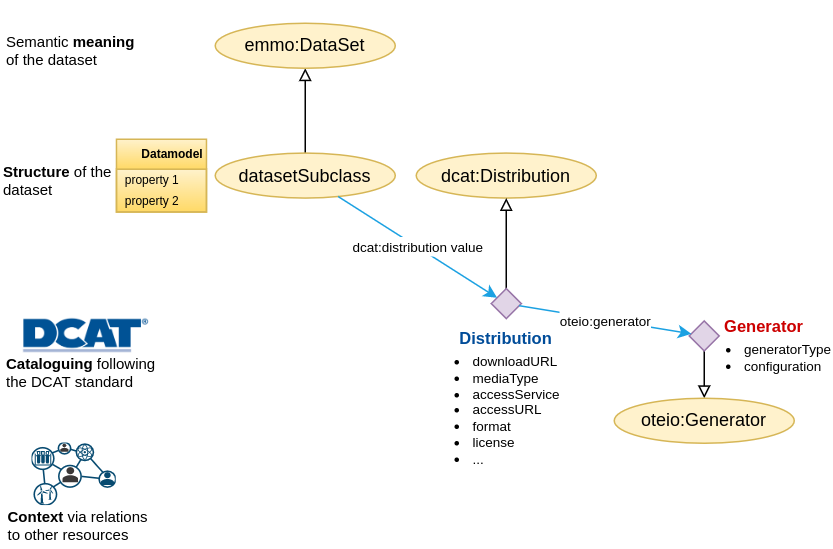 Semantic meaning
of the dataset
emmo:DataSet
Structure of the
dataset
Datamodel
property 1
property 2
datasetSubclass
dcat:Distribution
dcat:distribution value
oteio:generator
DCAT®
Cataloguing following
the DCAT standard
Distribution
• downloadURL
• mediaType
• accessService
• accessURL
• format
• license
• ...
Generator
• generatorType
• configuration
oteio:Generator
Context via relations
to other resources